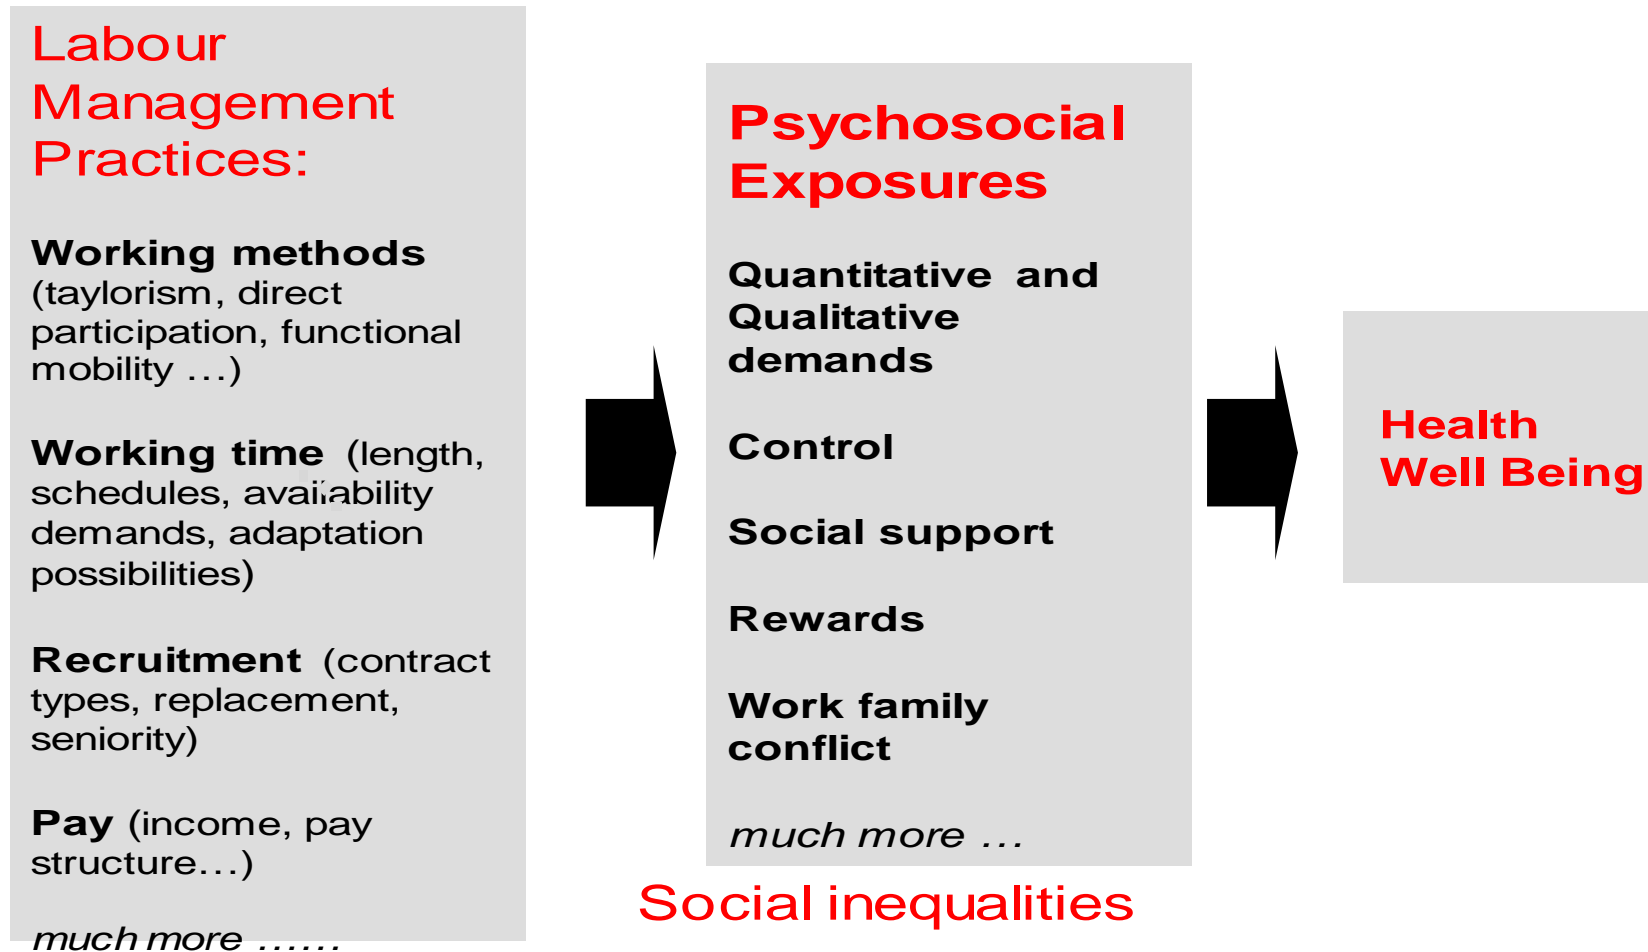 Labour
Management
Practices:
Working methods
(taylorism, direct
participation, functional
mobility …)
Working time (length,
schedules, availability
demands, adaptation
possibilities)
Recruitment (contract
types, replacement,
seniority)
Pay (income, pay
structure…)
much more ……
Psychosocial
Exposures
Quantitative and
Qualitative
demands
Control
Social support
Rewards
Work family
conflict
much more …
Social inequalities
Health
Well Being